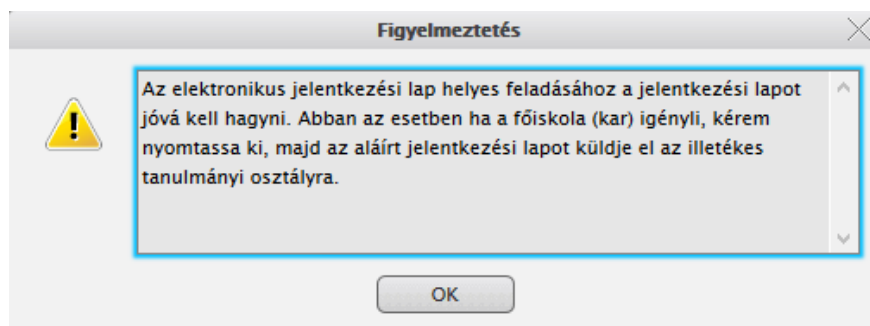 Figyelmeztetés
Az elektronikus jelentkezési lap helyes feladásához a jelentkezési lapot
jóvá kell hagyni. Abban az esetben ha a főiskola (kar) igényli, kérem
nyomtassa ki, majd az aláírt jelentkezési lapot küldje el az illetékes
tanulmányi osztályra.
OK